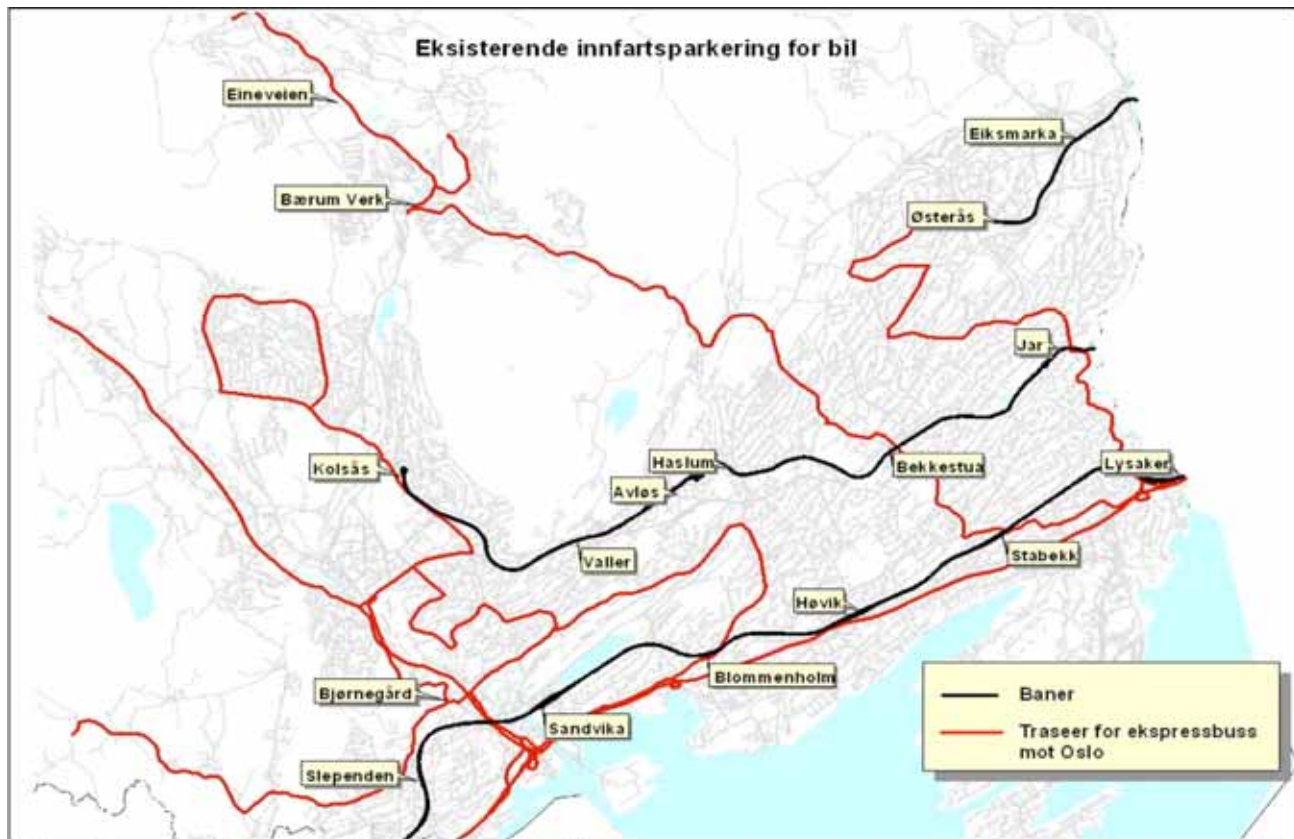 Eksisterende innfartsparkering for bil
Eineveien
Eiksmarka
Bærum Verk
Østerås
Jar
Kolsås
Haslum
Bekkestua
Lysaker
Avløs
Valler
Stabekk
Høvik
Blommenholm
Bjørnegård
Sandvika
Slependen
Baner
Traseer for ekspressbuss
mot Oslo